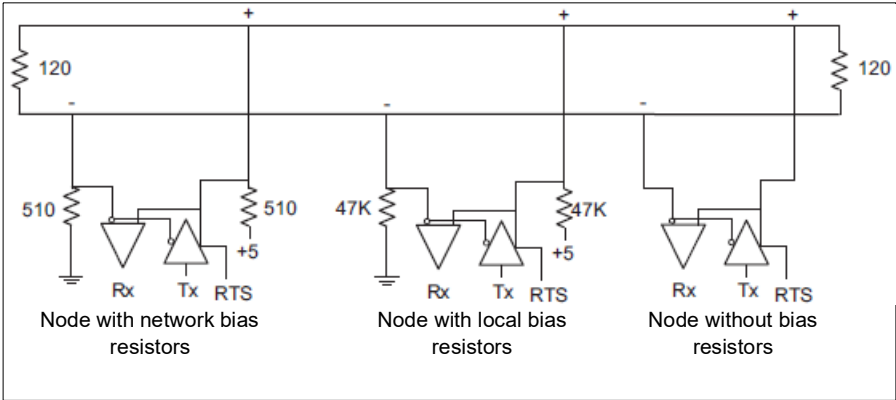 + + +
120 120
- - -
510 510 47K 47K
+5 +5
Rx Tx RTS Rx Tx RTS Rx Tx RTS
Node with network bias
resistors
Node with local bias
resistors
Node without bias
resistors